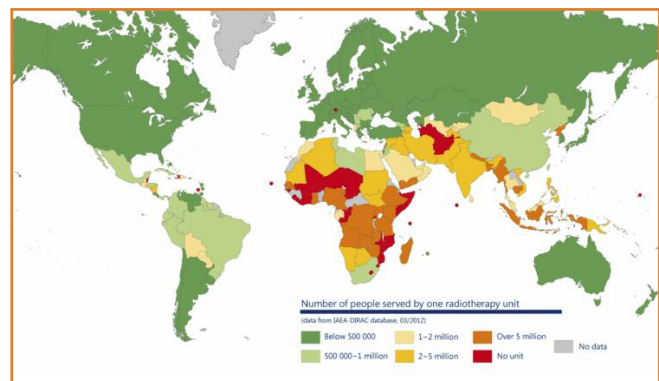 Number of people served by one radiotherapy unit
(data from IAEA-DIRAC database, 03/2012)
Below 500 000
1–2 million
Over 5 million
No data
500 000–1 million
2–5 million
No unit